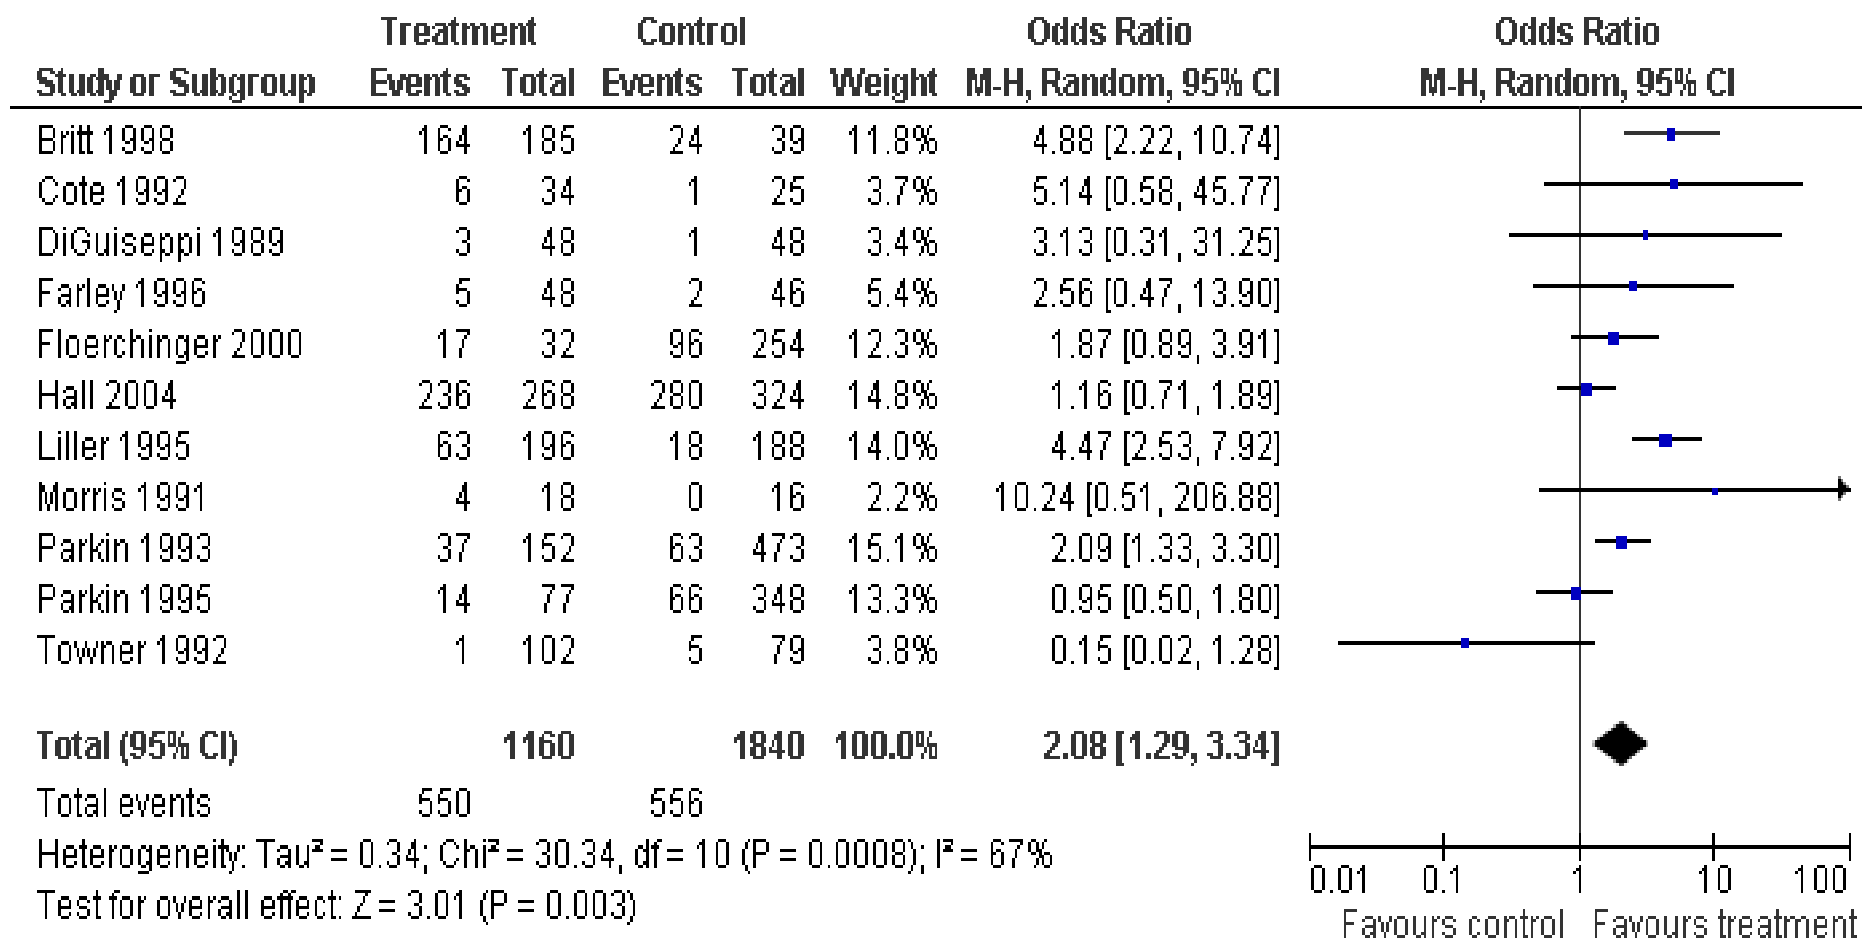 Treatment Control Odds Ratio Odds Ratio
Study or Subgroup Events Total Events Total Weight M-H, Random, 95% CI M-H, Random, 95% CI
Britt 1998 164 185 24 39 11.8% 4.88 [2.22, 10.74]
Cote 1992 6 34 1 25 3.7% 5.14 [0.58, 45.77]
DiGuiseppi 1989 3 48 1 48 3.4% 3.13 [0.31, 31.25]
Farley 1996 5 48 2 46 5.4% 2.56 [0.47, 13.90]
Floerchinger 2000 17 32 96 254 12.3% 1.87 [0.89, 3.91]
Hall 2004 236 268 280 324 14.8% 1.16 [0.71, 1.89]
Liller 1995 63 196 18 188 14.0% 4.47 [2.53, 7.92]
Morris 1991 4 18 0 16 2.2% 10.24 [0.51, 206.88]
Parkin 1993 37 152 63 473 15.1% 2.09 [1.33, 3.30]
Parkin 1995 14 77 66 348 13.3% 0.95 [0.50, 1.80]
Towner 1992 1 102 5 79 3.8% 0.15 [0.02, 1.28]
Total (95% CI) 1160 1840 100.0% 2.08 [1.29, 3.34]
Total events 550 556
Heterogeneity: Tau² = 0.34; Chi² = 30.34, df = 10 (P = 0.0008); I² = 67%
Test for overall effect: Z = 3.01 (P = 0.003)
0.01 0.1 1 10 100
Favours control Favours treatment